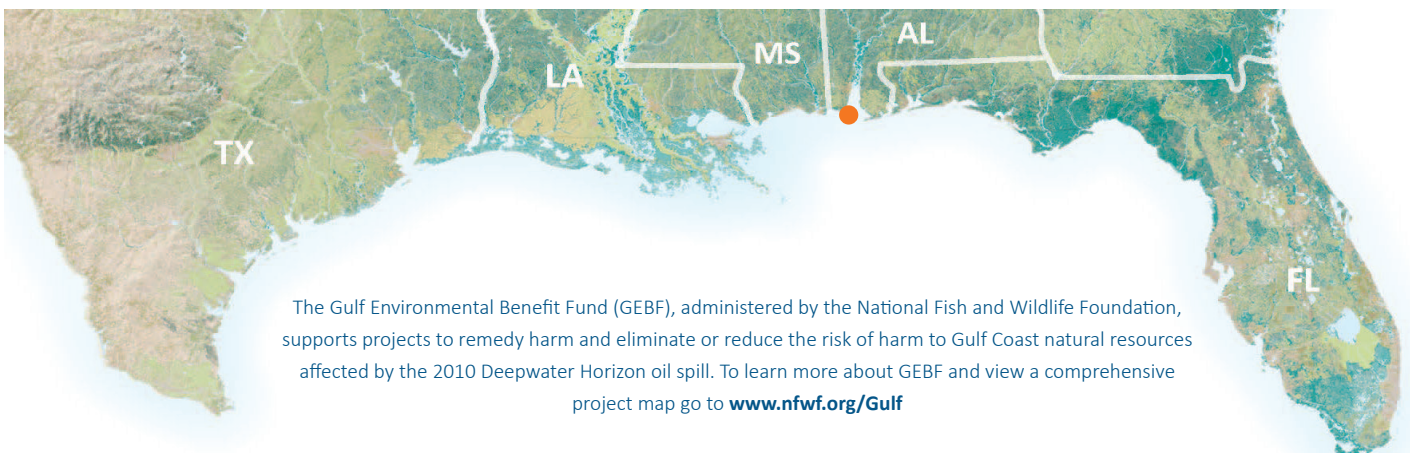 AL
MS
LA
TX
FL
The Gulf Environmental Benefit Fund (GEBF), administered by the National Fish and Wildlife Foundation,
supports projects to remedy harm and eliminate or reduce the risk of harm to Gulf Coast natural resources
affected by the 2010 Deepwater Horizon oil spill. To learn more about GEBF and view a comprehensive
project map go to www.nfwf.org/Gulf